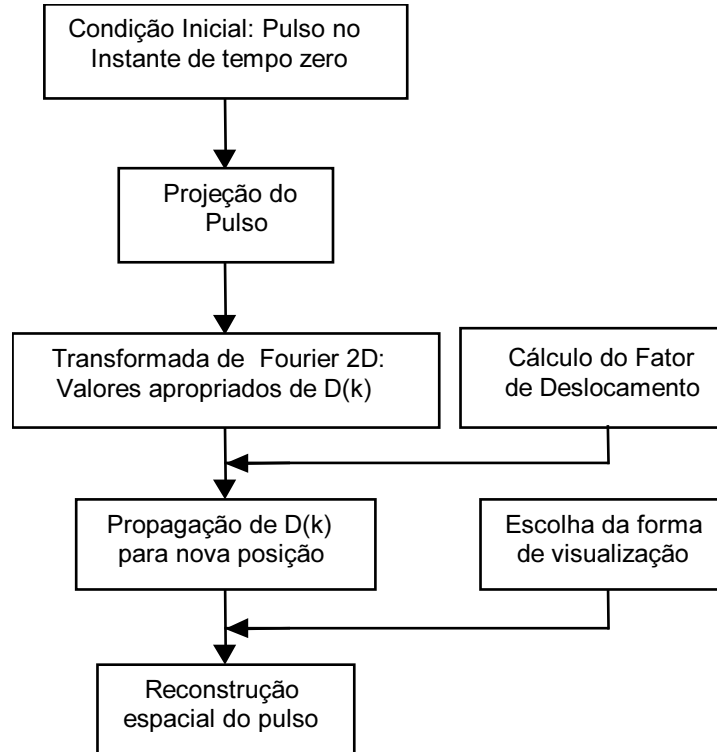 Condição Inicial: Pulso no
Instante de tempo zero
Projeção do
Pulso
Transformada de Fourier 2D:
Valores apropriados de D(k)
Cálculo do Fator
de Deslocamento
Propagação de D(k)
para nova posição
Escolha da forma
de visualização
Reconstrução
espacial do pulso